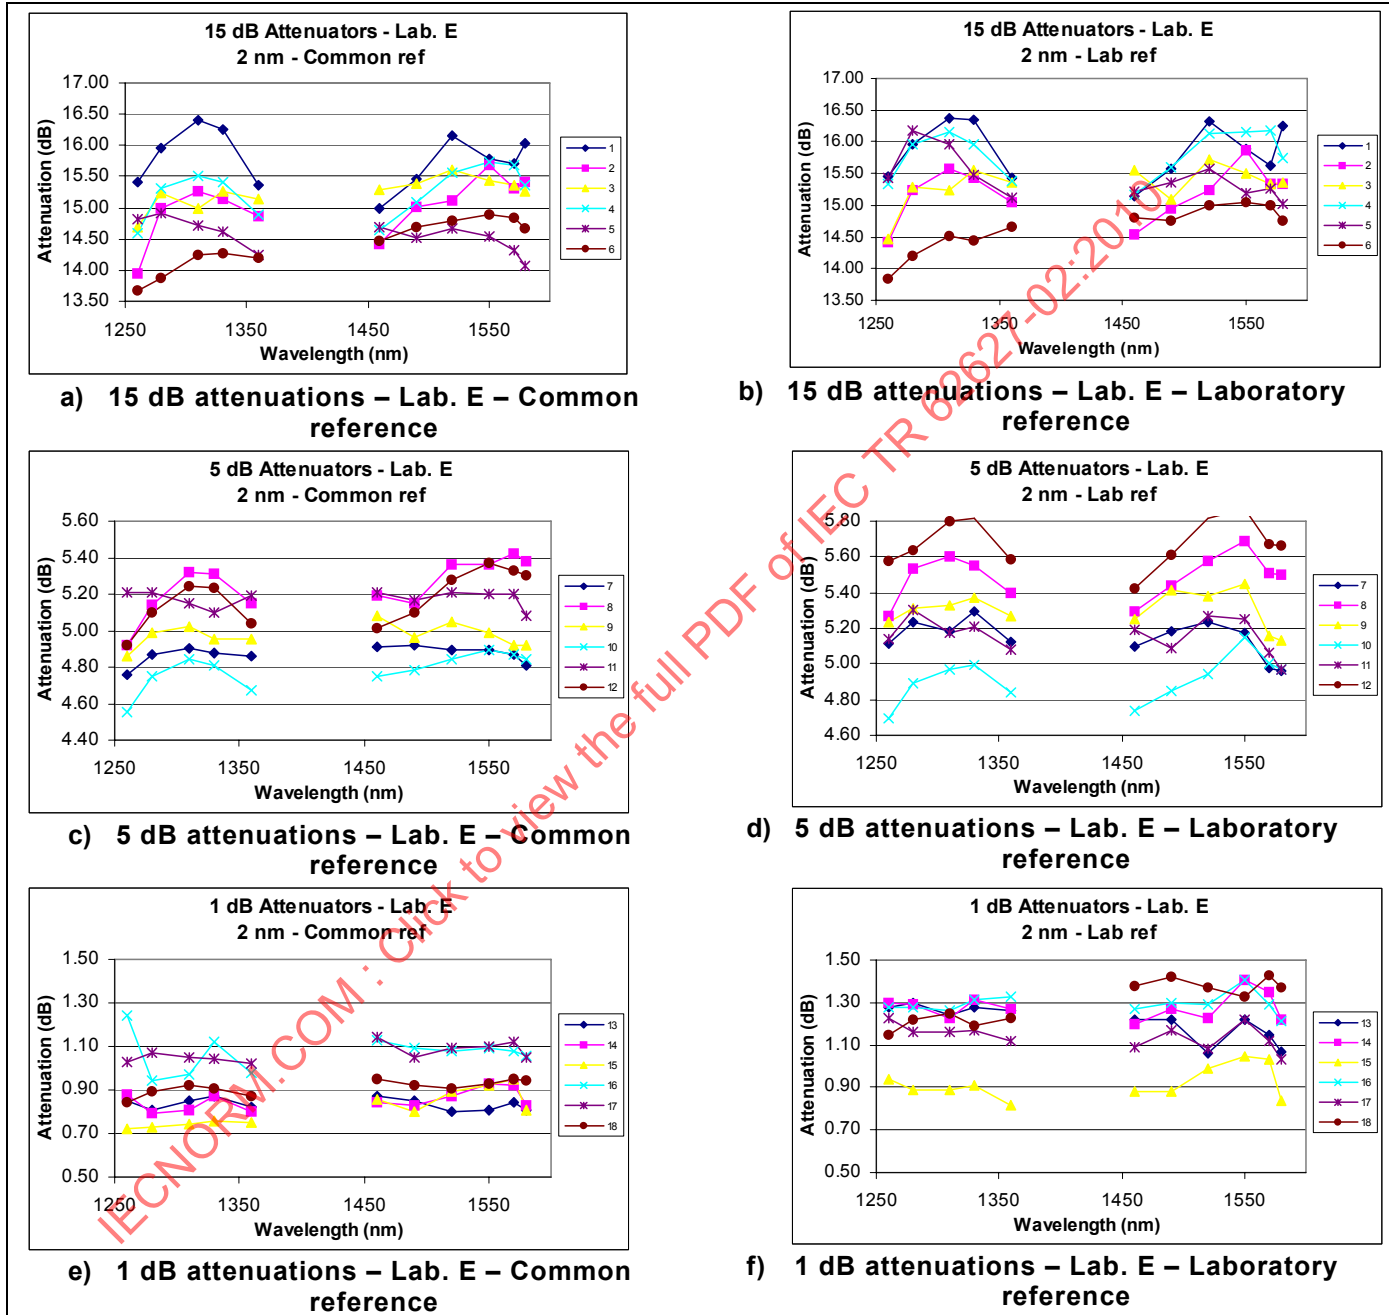 15 dB Attenuators - Lab. E
2 nm - Common ref
Attenuation (dB)
17.00
16.50
16.00
15.50
15.00
14.50
14.00
13.50
1250 1350 1450 1550
Wavelength (nm)
1
2
3
4
5
6
a) 15 dB attenuations – Lab. E – Common
reference
15 dB Attenuators - Lab. E
2 nm - Lab ref
Attenuation (dB)
17.00
16.50
16.00
15.50
15.00
14.50
14.00
13.50
1250 1350 1450 1550
Wavelength (nm)
1
2
3
4
5
6
b) 15 dB attenuations – Lab. E – Laboratory
reference
5 dB Attenuators - Lab. E
2 nm - Common ref
Attenuation (dB)
5.60
5.40
5.20
5.00
4.80
4.60
4.40
1250 1350 1450 1550
Wavelength (nm)
7
8
9
10
11
12
c) 5 dB attenuations – Lab. E – Common
reference
5 dB Attenuators - Lab. E
2 nm - Lab ref
Attenuation (dB)
5.80
5.60
5.40
5.20
5.00
4.80
4.60
1250 1350 1450 1550
Wavelength (nm)
7
8
9
10
11
12
d) 5 dB attenuations – Lab. E – Laboratory
reference
1 dB Attenuators - Lab. E
2 nm - Common ref
Attenuation (dB)
1.50
1.30
1.10
0.90
0.70
0.50
1250 1350 1450 1550
Wavelength (nm)
13
14
15
16
17
18
e) 1 dB attenuations – Lab. E – Common
reference
1 dB Attenuators - Lab. E
2 nm - Lab ref
Attenuation (dB)
1.50
1.30
1.10
0.90
0.70
0.50
1250 1350 1450 1550
Wavelength (nm)
13
14
15
16
17
18
f) 1 dB attenuations – Lab. E – Laboratory
reference
IECNORM.COM : Click to view the full PDF of IEC TR 62627-02:2010